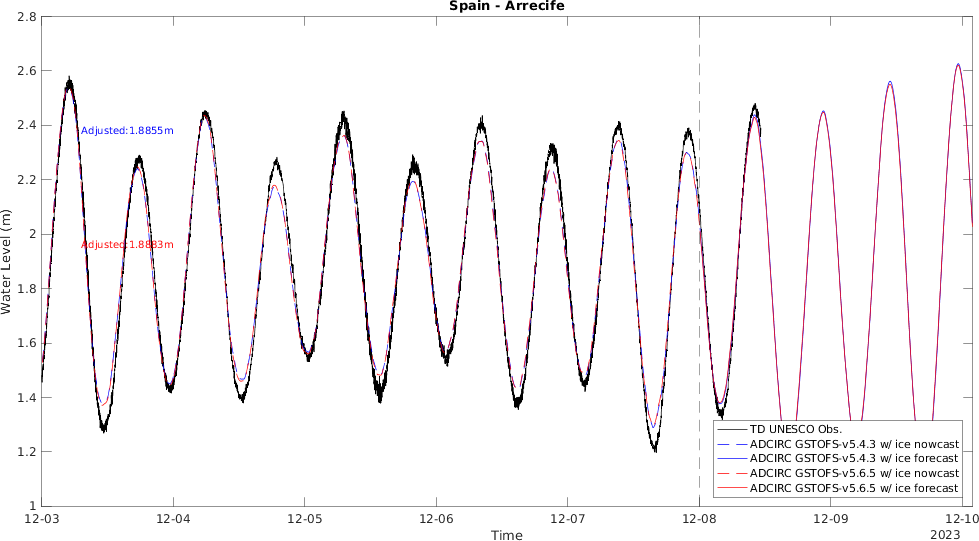 Spain - Arrecife
2.8
2.6
2.4
2.2
2
1.8
1.6
1.4
1.2
1
Water Level (m)
Adjusted:1.8855m
Adjusted:1.8883m
TD UNESCO Obs.
ADCIRC GSTOFS-v5.4.3 w/ ice nowcast
ADCIRC GSTOFS-v5.4.3 w/ ice forecast
ADCIRC GSTOFS-v5.6.5 w/ ice nowcast
ADCIRC GSTOFS-v5.6.5 w/ ice forecast
12-03 12-04 12-05 12-06 12-07 12-08 12-09 12-10
Time
2023